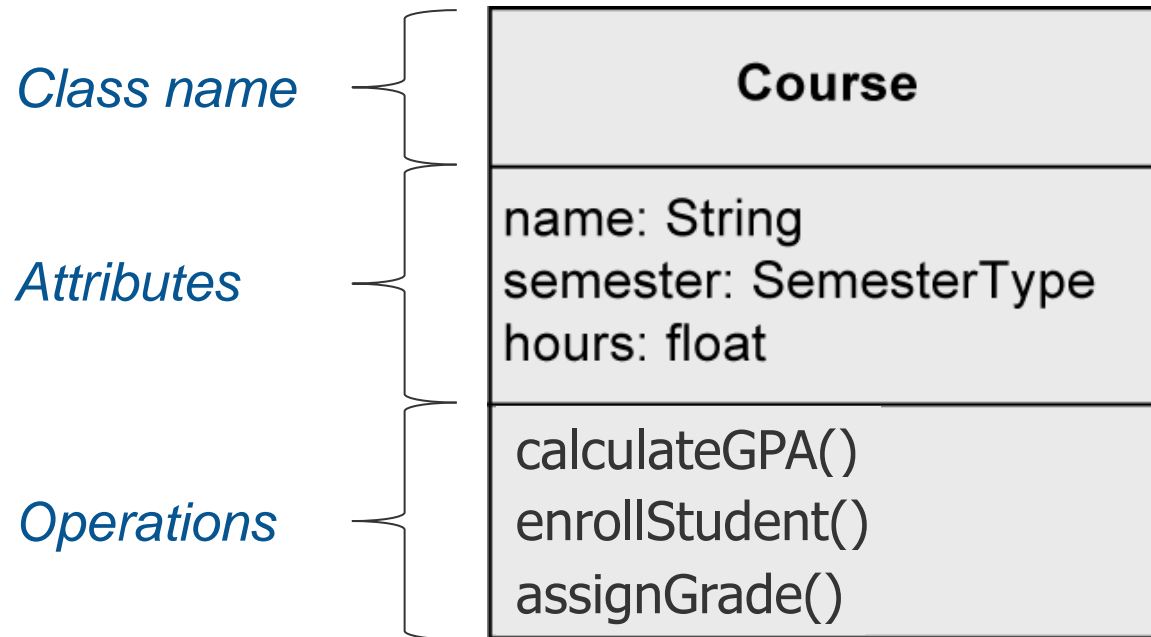 Class name
Course
Attributes
name: String
semester: SemesterType
hours: float
Operations
calculateGPA()
enrollStudent()
assignGrade()